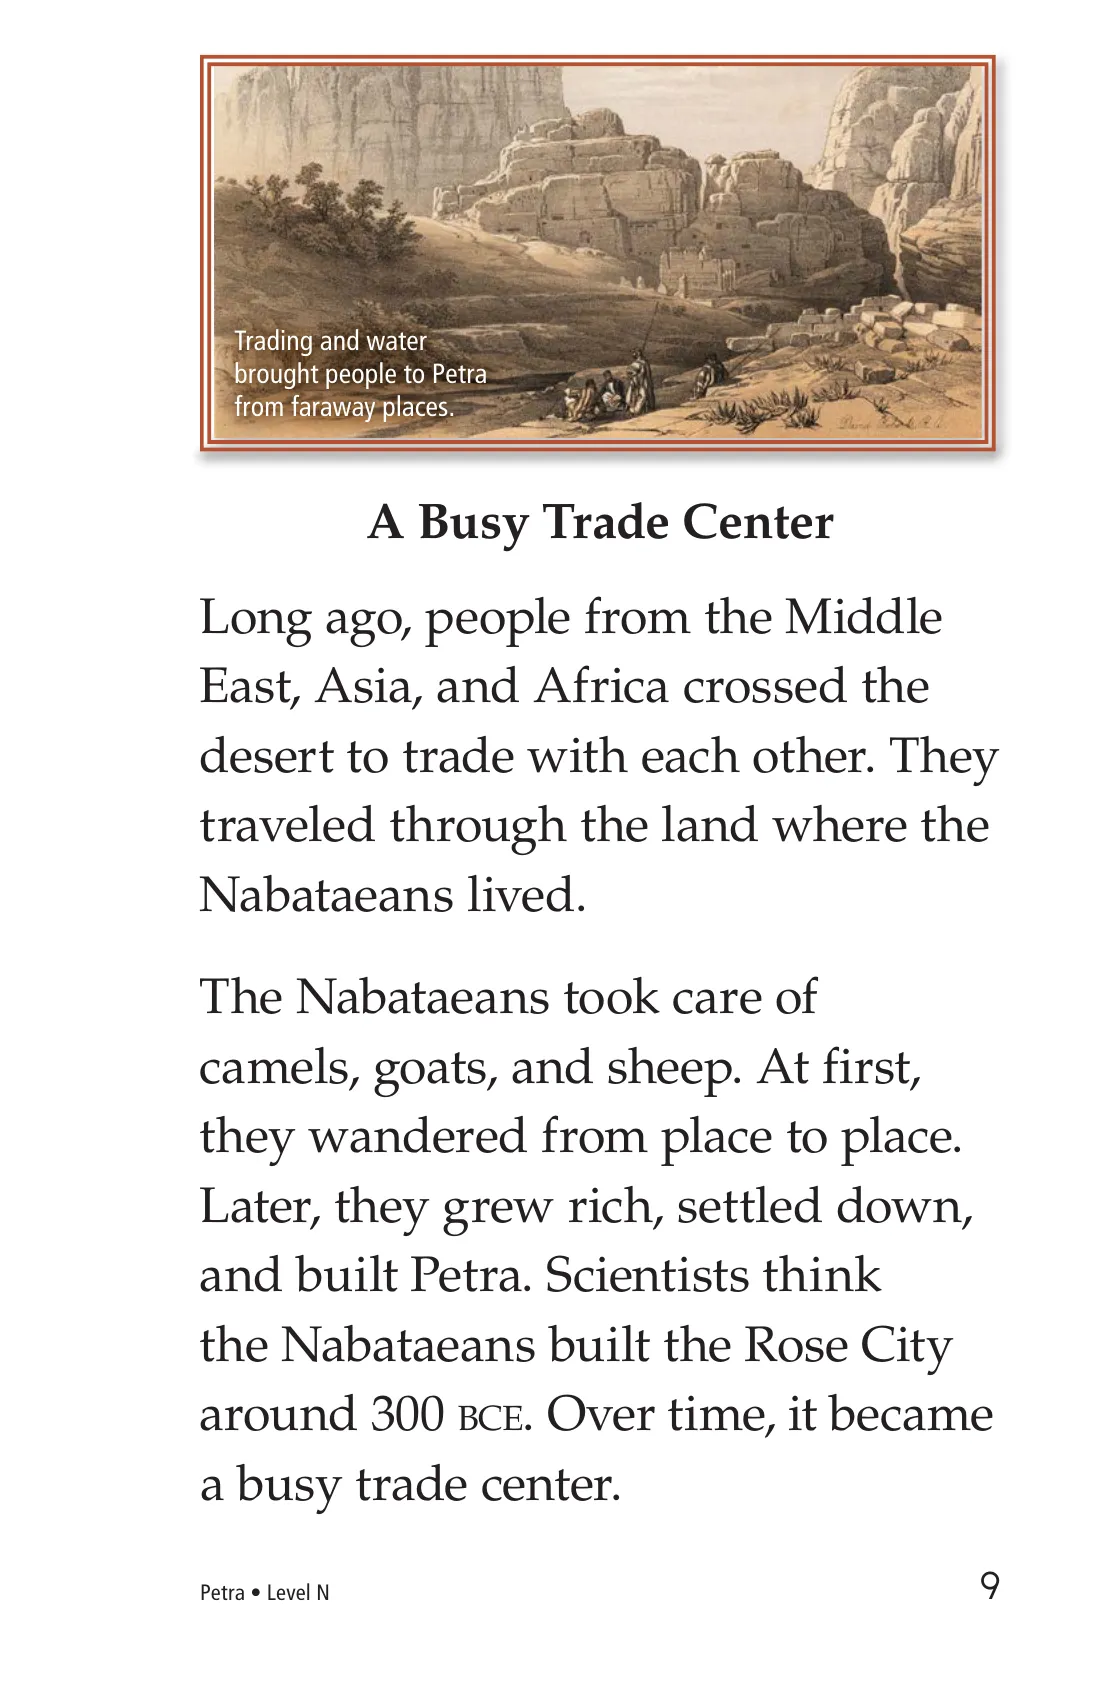 Trading and water
brought people to Petra
from faraway places.
A Busy Trade Center
Long ago, people from the Middle
East, Asia, and Africa crossed the
desert to trade with each other. They
traveled through the land where the
Nabataeans lived.
The Nabataeans took care of
camels, goats, and sheep. At first,
they wandered from place to place.
Later, they grew rich, settled down,
and built Petra. Scientists think
the Nabataeans built the Rose City
around 300 BCE. Over time, it became
a busy trade center.
Petra • Level N
9